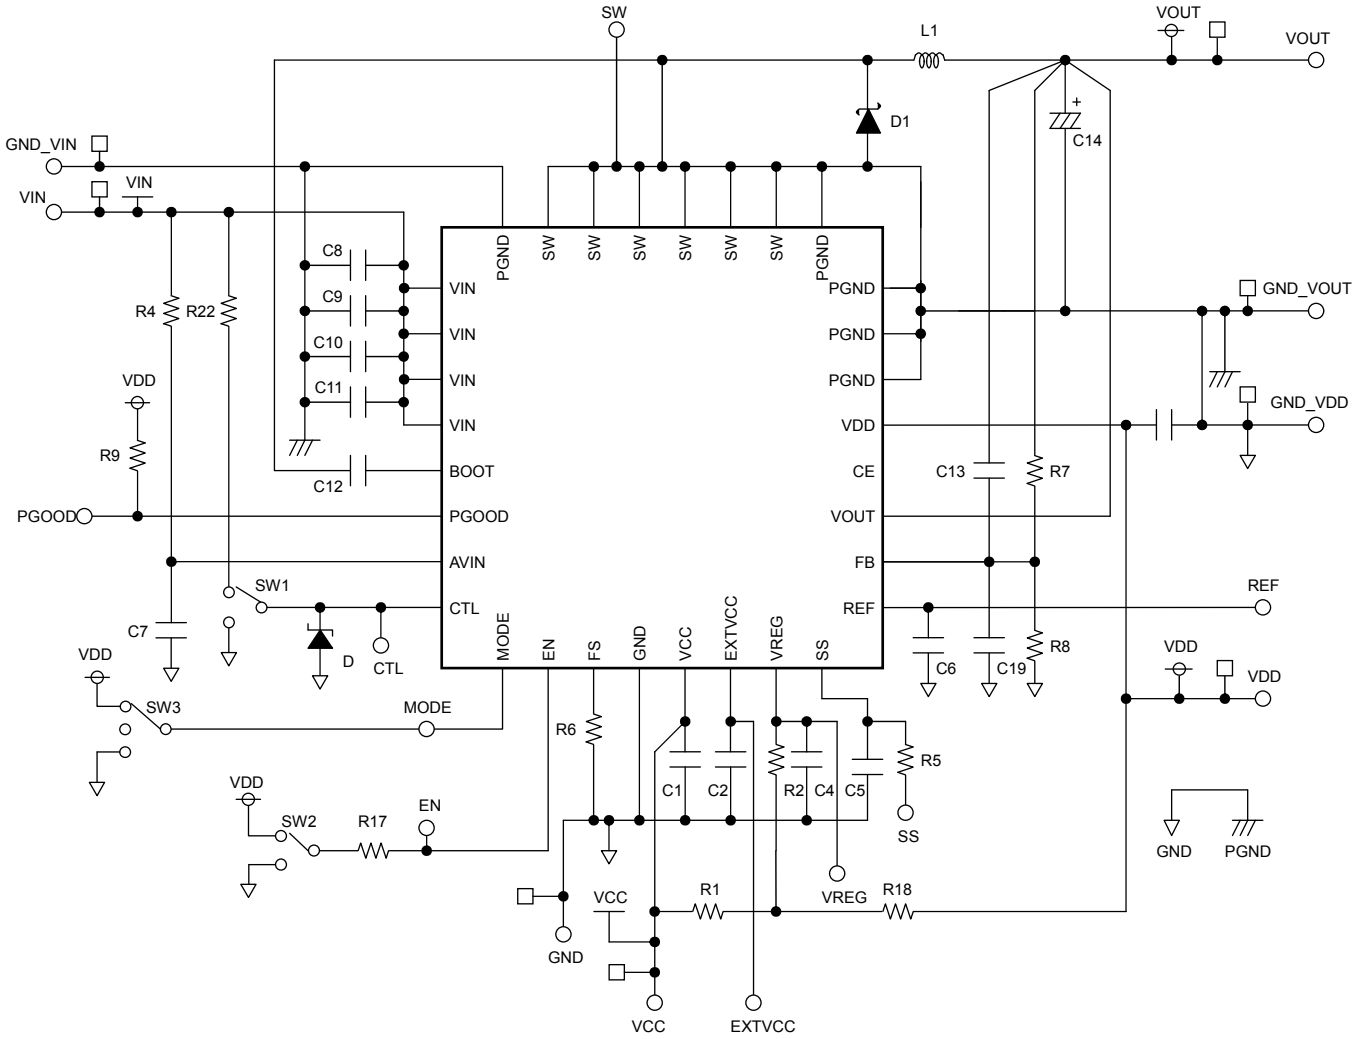 SW
L1
VOUT
VOUT
D1
+
C14
GND_VIN
VIN
VIN
PGND
SW
SW
SW
SW
SW
SW
PGND
C8
VIN
PGND
GND_VOUT
R4
R22
C9
VIN
PGND
C10
VIN
PGND
VDD
C11
VIN
VDD
GND_VDD
R9
C12
BOOT
CE
C13
R7
PGOOD
PGOOD
VOUT
AVIN
FB
SW1
CTL
REF
REF
C7
D
CTL
MODE
EN
FS
GND
VCC
EXTVCC
VREG
SS
C6
C19
R8
VDD
VDD
VDD
SW3
MODE
R6
C1
C2
R2
C4
C5
R5
VDD
SW2
R17
EN
SS
GND
PGND
VCC
R1
VREG
R18
GND
VCC
EXTVCC